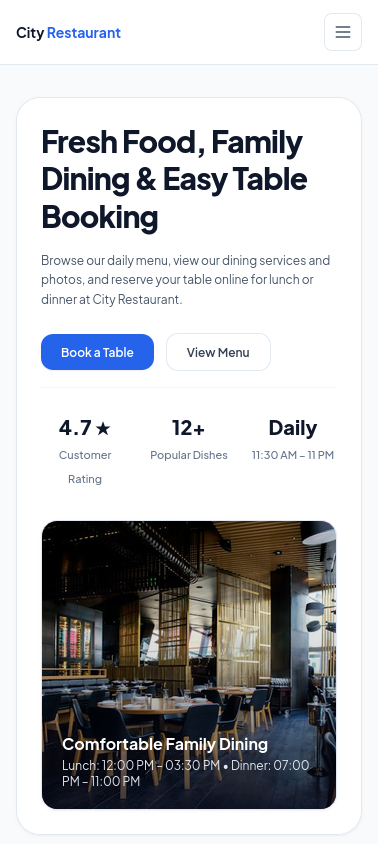 City Restaurant
Fresh Food, Family
Dining & Easy Table
Booking
Browse our daily menu, view our dining services and
photos, and reserve your table online for lunch or
dinner at City Restaurant.
Book a Table
View Menu
4.7 ★
Customer
Rating
12+
Popular Dishes
Daily
11:30 AM – 11 PM
Comfortable Family Dining
Lunch: 12:00 PM – 03:30 PM • Dinner: 07:00
PM – 11:00 PM